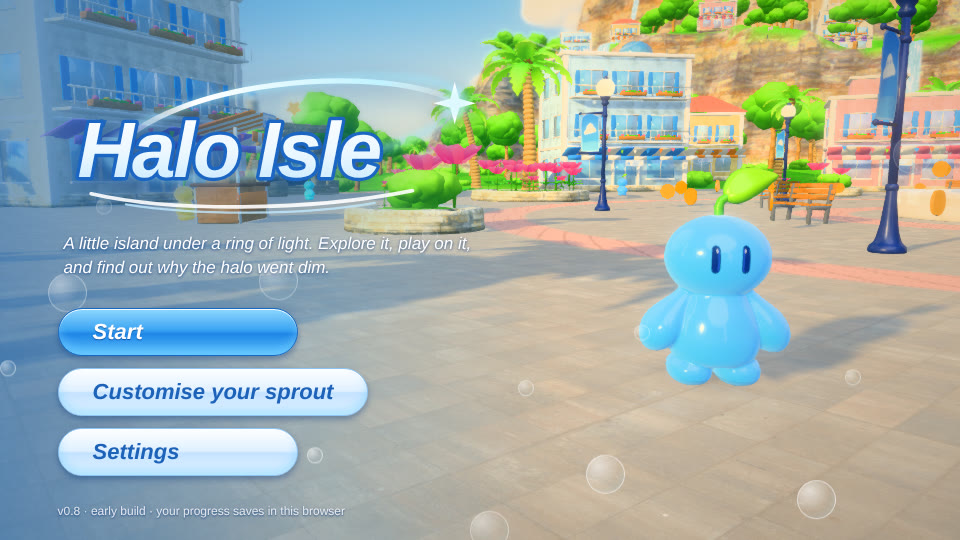 Halo Isle
A little island under a ring of light. Explore it, play on it,
and find out why the halo went dim.
Start
Customise your sprout
Settings
v0.8 · early build · your progress saves in this browser